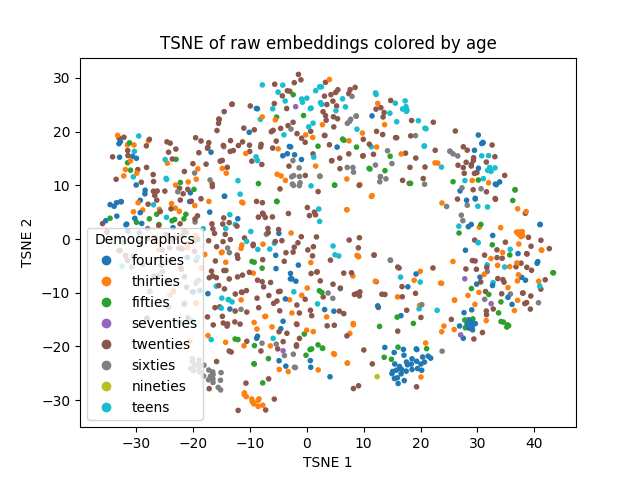 TSNE of raw embeddings colored by age
TSNE 2
30
20
10
0
−10
−20
−30
Demographics
fourties
thirties
fifties
seventies
twenties
sixties
nineties
teens
−30 −20 −10 0 10 20 30 40
TSNE 1